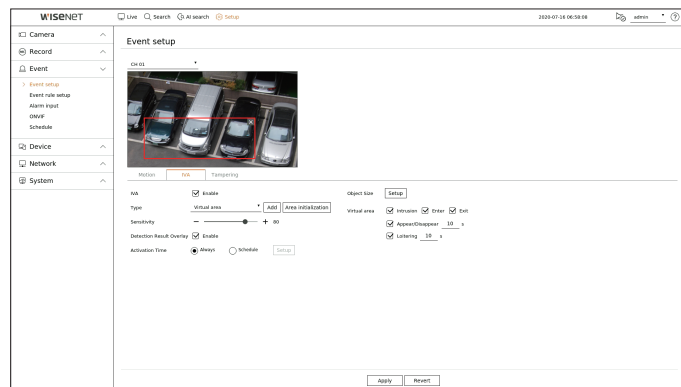 WISENET
Live Search AI search Setup
2020-07-16 06:58:08
admin
?
Camera
Record
Event
Event setup
Event rule setup
Alarm input
ONVIF
Schedule
Device
Network
System
Event setup
CH 01
Motion IVA Tampering
IVA Enable
Type Virtual area Add Area initialization
Sensitivity 80
Detection Result Overlay Enable
Activation Time Always Schedule Setup
Object Size Setup
Virtual area Intrusion Enter Exit
Appear/Disappear 10 s
Loitering 10 s
Apply Revert